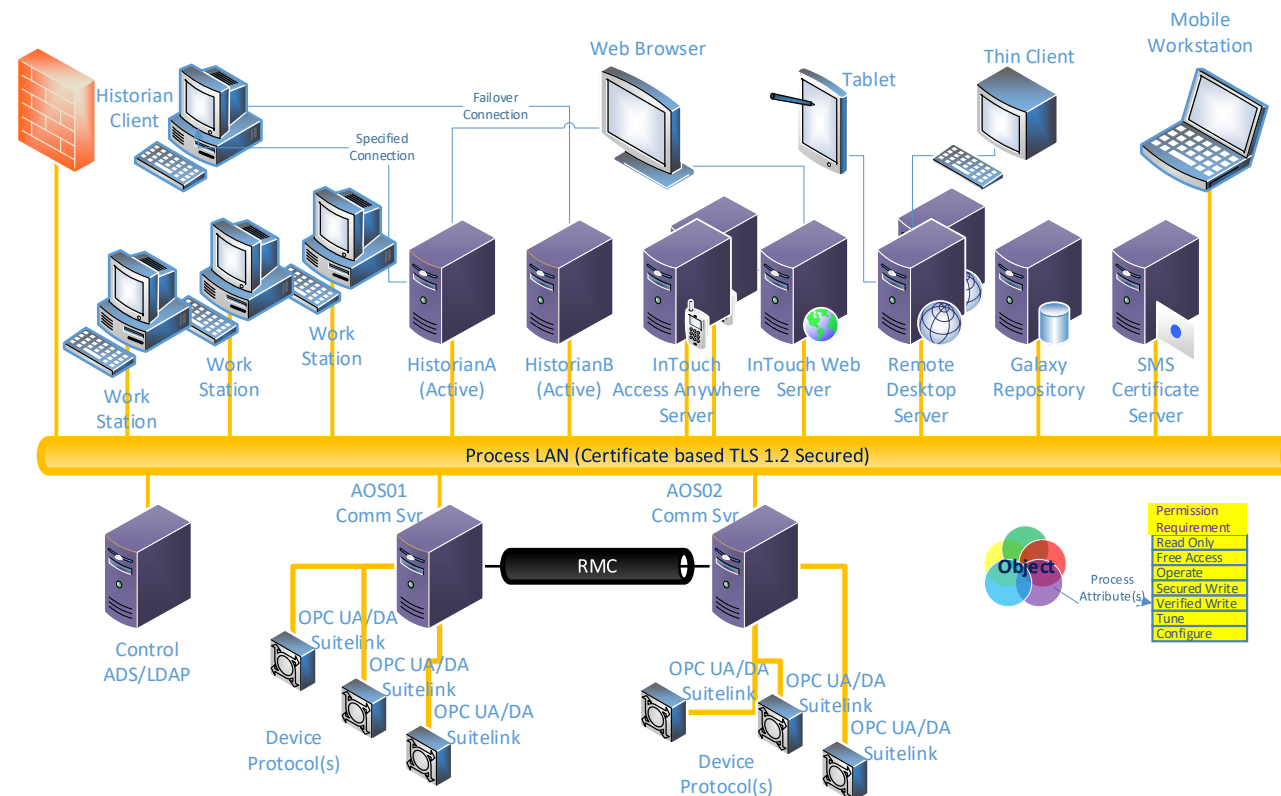 Mobile
Workstation
Web Browser
Thin Client
Tablet
Historian
Client
Failover
Connection
Specified
Connection
Work
Station
Work
Station
Work
Station
HistorianA
(Active)
HistorianB
(Active)
InTouch
Access Anywhere
Server
InTouch Web
Server
Remote
Desktop
Server
Galaxy
Repository
SMS
Certificate
Server
Process LAN (Certificate based TLS 1.2 Secured)
AOS01
Comm Svr
AOS02
Comm Svr
RMC
Control
ADS/LDAP
OPC UA/DA
Suitelink
OPC UA/DA
Suitelink
OPC UA/DA
Suitelink
Device
Protocol(s)
OPC UA/DA
Suitelink
OPC UA/DA
Suitelink
OPC UA/DA
Suitelink
Device
Protocol(s)
Object
Process
Attribute(s)
Permission
Requirement
Read Only
Free Access
Operate
Secured Write
Verified Write
Tune
Configure